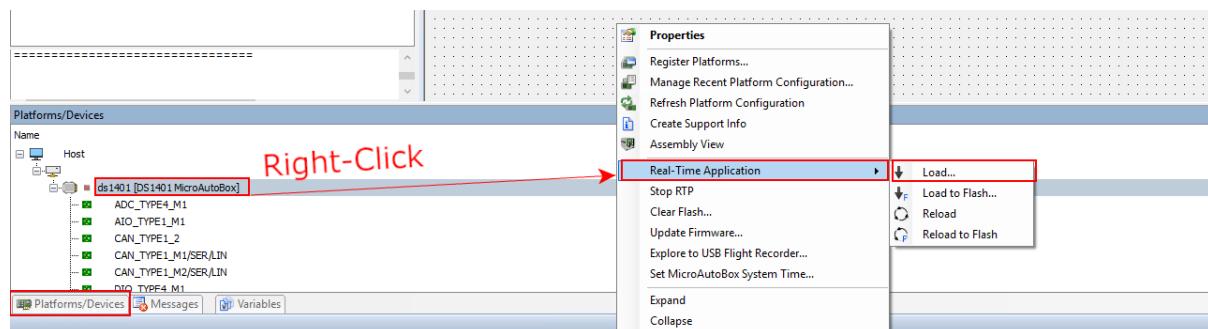 ================================
Platforms/Devices
Name
Host
ds1401 [DS1401 MicroAutoBox]
ADC_TYPE4_M1
AIO_TYPE1_M1
CAN_TYPE1_2
CAN_TYPE1_M1/SER/LIN
CAN_TYPE1_M2/SER/LIN
DIO_TYPE4_M1
Platforms/Devices Messages Variables
Right-Click
Properties
Register Platforms...
Manage Recent Platform Configuration...
Refresh Platform Configuration
Create Support Info
Assembly View
Real-Time Application
Stop RTP
Clear Flash...
Update Firmware...
Explore to USB Flight Recorder...
Set MicroAutoBox System Time...
Expand
Collapse
Load...
Load to Flash...
Reload
Reload to Flash